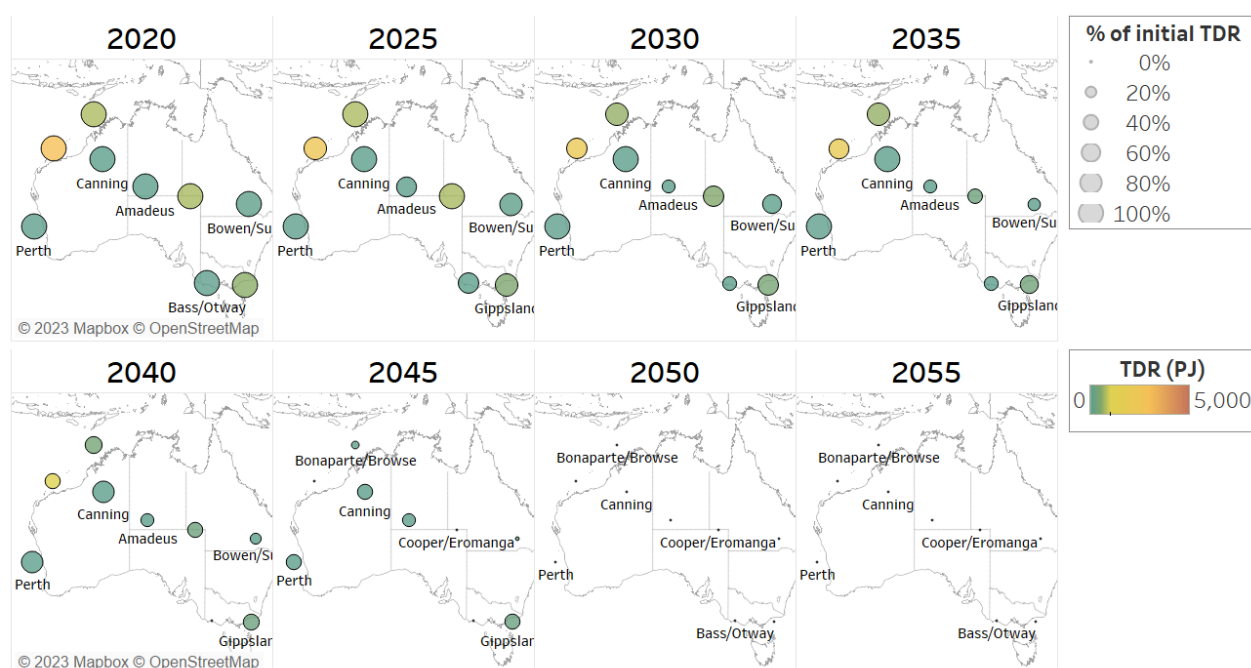 2020
2025
2030
2035
% of initial TDR
0%
20%
40%
60%
80%
100%
Canning
Amadeus
Bowen/Su
Perth
Bass/Otway
© 2023 Mapbox © OpenStreetMap
Canning
Amadeus
Bowen/Su
Perth
Gippsland
Canning
Amadeus
Bowen/Su
Perth
Gippsland
Canning
Amadeus
Bowen/Su
Perth
Gippsland
2040
2045
2050
2055
TDR (PJ)
0
5,000
Canning
Amadeus
Bowen/Su
Perth
Gippslan
© 2023 Mapbox © OpenStreetMap
Bonaparte/Browse
Canning
Cooper/Eromanga
Perth
Gippslar
Bonaparte/Browse
Canning
Cooper/Eromanga
Perth
Bass/Otway
Bonaparte/Browse
Canning
Cooper/Eromanga
Perth
Bass/Otway